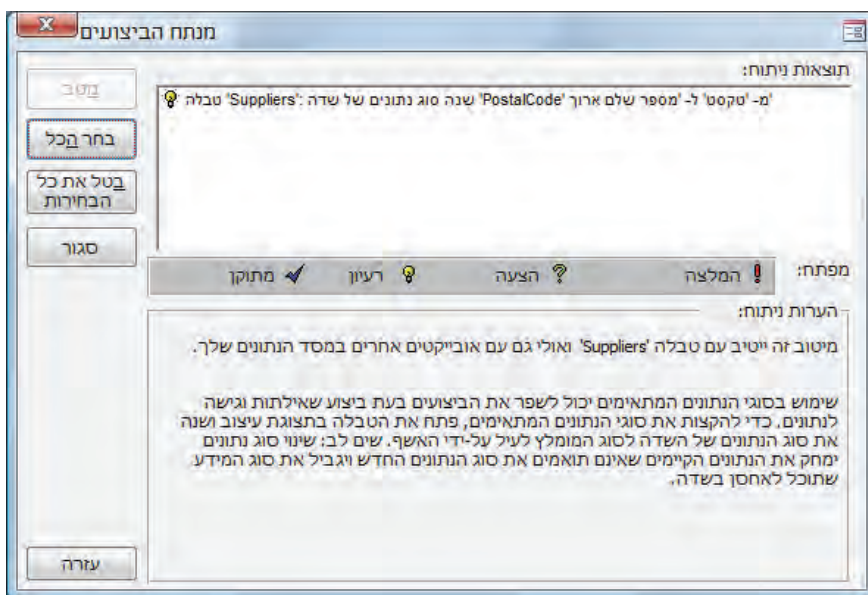 מנתח הביצועים
תוצאות ניתוח:
טבלה 'Suppliers': שנה סוג נתונים של שדה 'PostalCode' מ- 'טקסט' ל- 'מספר שלם ארוך'
מטב
בחר הכל
בטל את כל
הבחירות
סגור
מפתח:
המלצה הצעה רעיון מתוקן
הערות ניתוח:
מיטוב זה ייטיב עם טבלה 'Suppliers' ואולי גם עם אובייקטים אחרים במסד הנתונים שלך.
שימוש בסוגי הנתונים המתאימים יכול לשפר את הביצועים בעת ביצוע שאילתות וגישה
לנתונים. כדי להקצות את סוגי הנתונים המתאימים, פתח את הטבלה בתצוגת עיצוב ושנה
את סוג הנתונים של השדה לסוג המומלץ לעיל על-ידי האשף. שים לב: שינוי סוג נתונים
ימחק את הנתונים הקיימים שאינם תואמים את סוג הנתונים החדש ויגביל את סוג המידע
שתוכל לאחסן בשדה.
עזרה